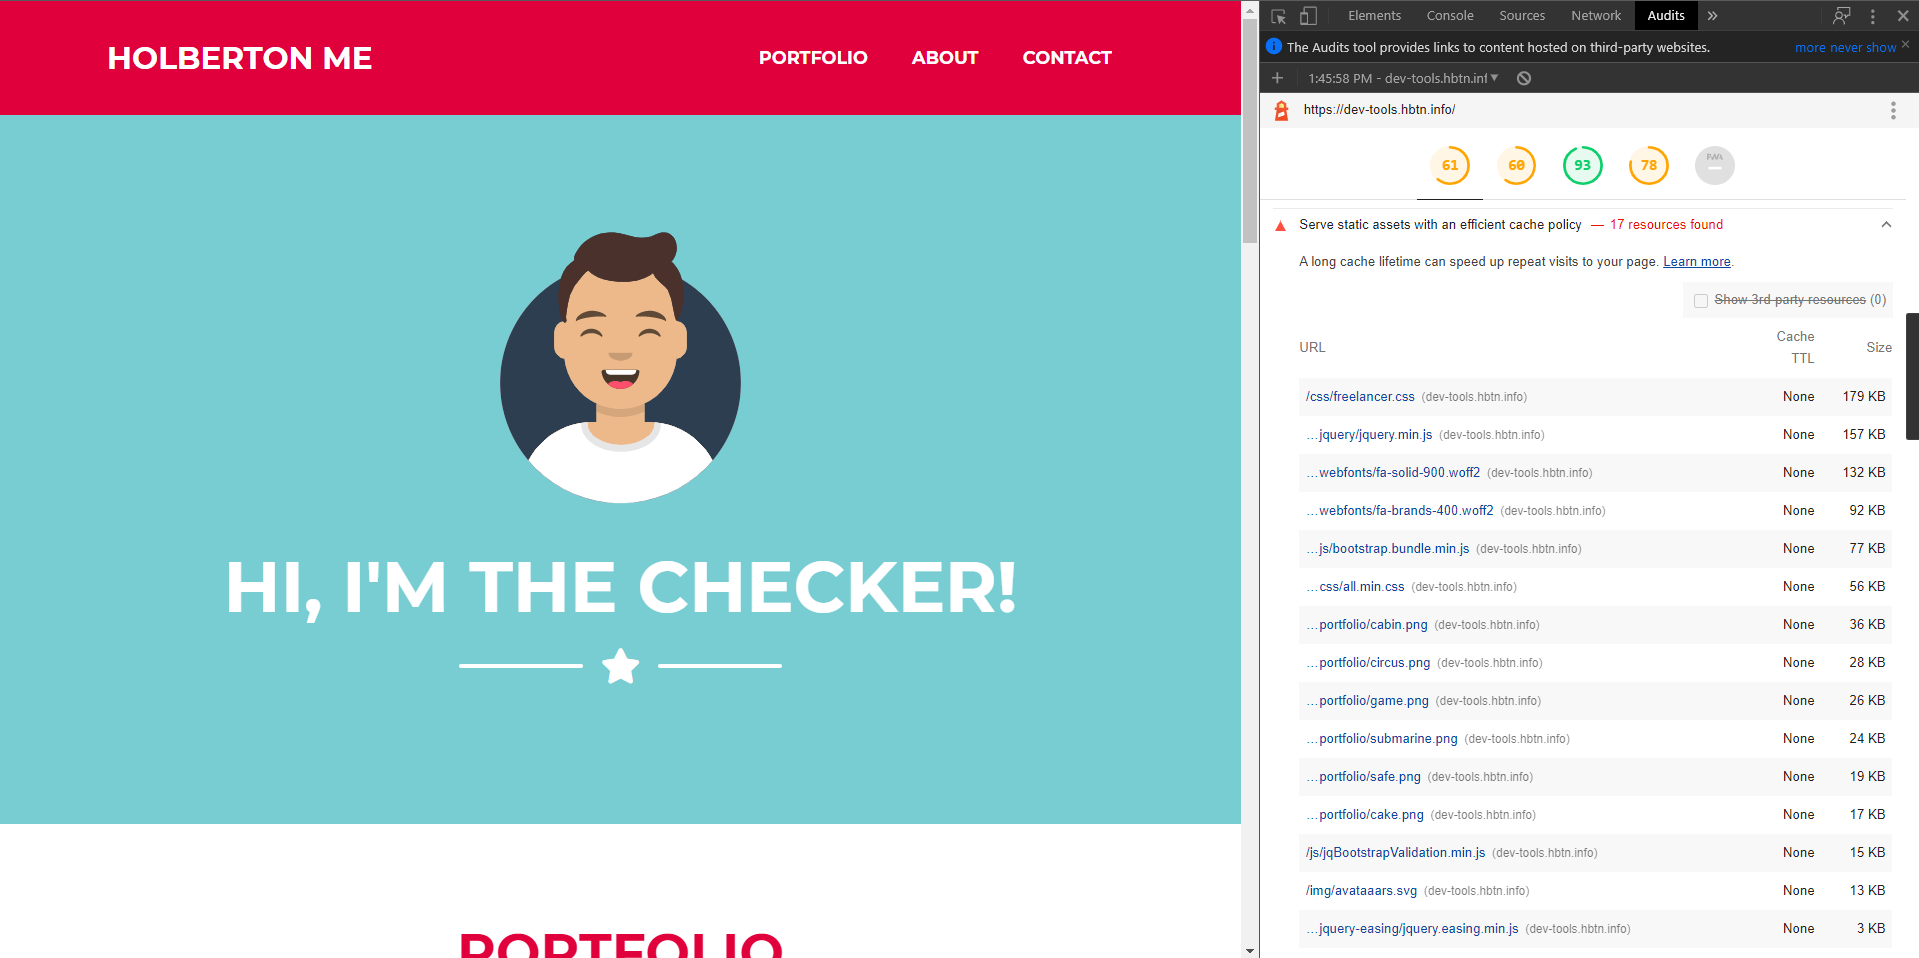 HOLBERTON ME
PORTFOLIO ABOUT CONTACT
HI, I'M THE CHECKER!
PORTFOLIO
Elements Console Sources Network Audits »
The Audits tool provides links to content hosted on third-party websites. more never show
1:45:58 PM - dev-tools.hbtn.inf
https://dev-tools.hbtn.info/
61 60 93 78 PWA
Serve static assets with an efficient cache policy — 17 resources found
A long cache lifetime can speed up repeat visits to your page. Learn more.
Show 3rd-party resources (0)
URL Cache TTL Size
/css/freelancer.css (dev-tools.hbtn.info) None 179 KB
…jquery/jquery.min.js (dev-tools.hbtn.info) None 157 KB
…webfonts/fa-solid-900.woff2 (dev-tools.hbtn.info) None 132 KB
…webfonts/fa-brands-400.woff2 (dev-tools.hbtn.info) None 92 KB
…js/bootstrap.bundle.min.js (dev-tools.hbtn.info) None 77 KB
…css/all.min.css (dev-tools.hbtn.info) None 56 KB
…portfolio/cabin.png (dev-tools.hbtn.info) None 36 KB
…portfolio/circus.png (dev-tools.hbtn.info) None 28 KB
…portfolio/game.png (dev-tools.hbtn.info) None 26 KB
…portfolio/submarine.png (dev-tools.hbtn.info) None 24 KB
…portfolio/safe.png (dev-tools.hbtn.info) None 19 KB
…portfolio/cake.png (dev-tools.hbtn.info) None 17 KB
/js/jqBootstrapValidation.min.js (dev-tools.hbtn.info) None 15 KB
/img/avataaars.svg (dev-tools.hbtn.info) None 13 KB
…jquery-easing/jquery.easing.min.js (dev-tools.hbtn.info) None 3 KB